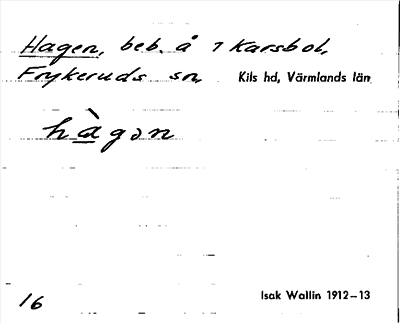 Hagen, beb. å 1 Karsbol,
Frykeruds sn, Kils hd, Värmlands län
hàgən
16 Isak Wallin 1912–13